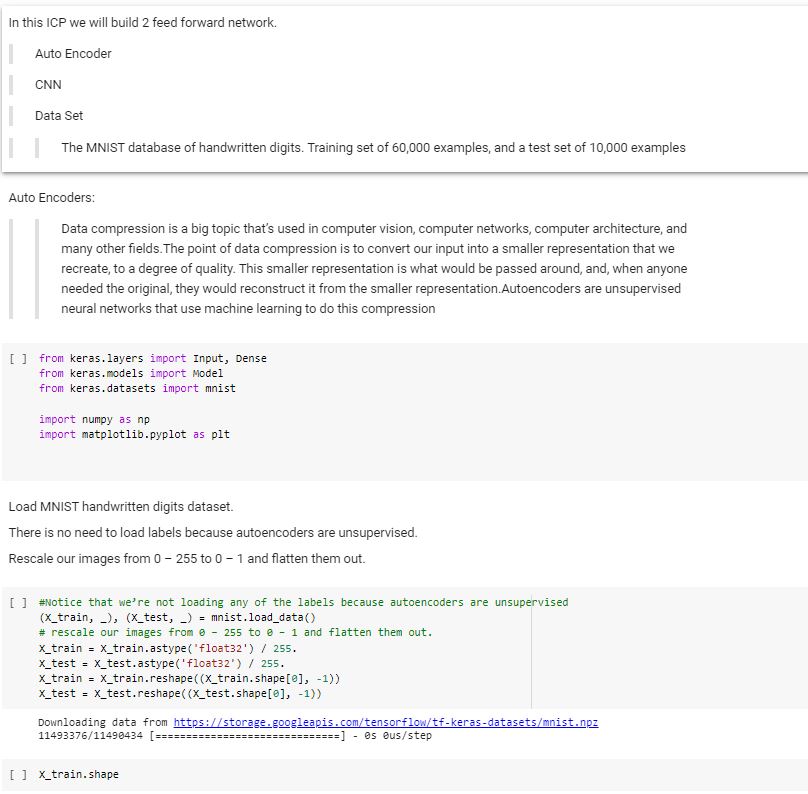 In this ICP we will build 2 feed forward network.
Auto Encoder
CNN
Data Set
The MNIST database of handwritten digits. Training set of 60,000 examples, and a test set of 10,000 examples
Auto Encoders:
Data compression is a big topic that's used in computer vision, computer networks, computer architecture, and
many other fields.The point of data compression is to convert our input into a smaller representation that we
recreate, to a degree of quality. This smaller representation is what would be passed around, and, when anyone
needed the original, they would reconstruct it from the smaller representation.Autoencoders are unsupervised
neural networks that use machine learning to do this compression
[ ] from keras.layers import Input, Dense
from keras.models import Model
from keras.datasets import mnist
import numpy as np
import matplotlib.pyplot as plt
Load MNIST handwritten digits dataset.
There is no need to load labels because autoencoders are unsupervised.
Rescale our images from 0 – 255 to 0 – 1 and flatten them out.
[ ] #Notice that we're not loading any of the labels because autoencoders are unsupervised
(X_train, _), (X_test, _) = mnist.load_data()
# rescale our images from 0 – 255 to 0 – 1 and flatten them out.
X_train = X_train.astype('float32') / 255.
X_test = X_test.astype('float32') / 255.
X_train = X_train.reshape((X_train.shape[0], -1))
X_test = X_test.reshape((X_test.shape[0], -1))
Downloading data from https://storage.googleapis.com/tensorflow/tf-keras-datasets/mnist.npz
11493376/11490434 [==============================] - 0s 0us/step
[ ] X_train.shape